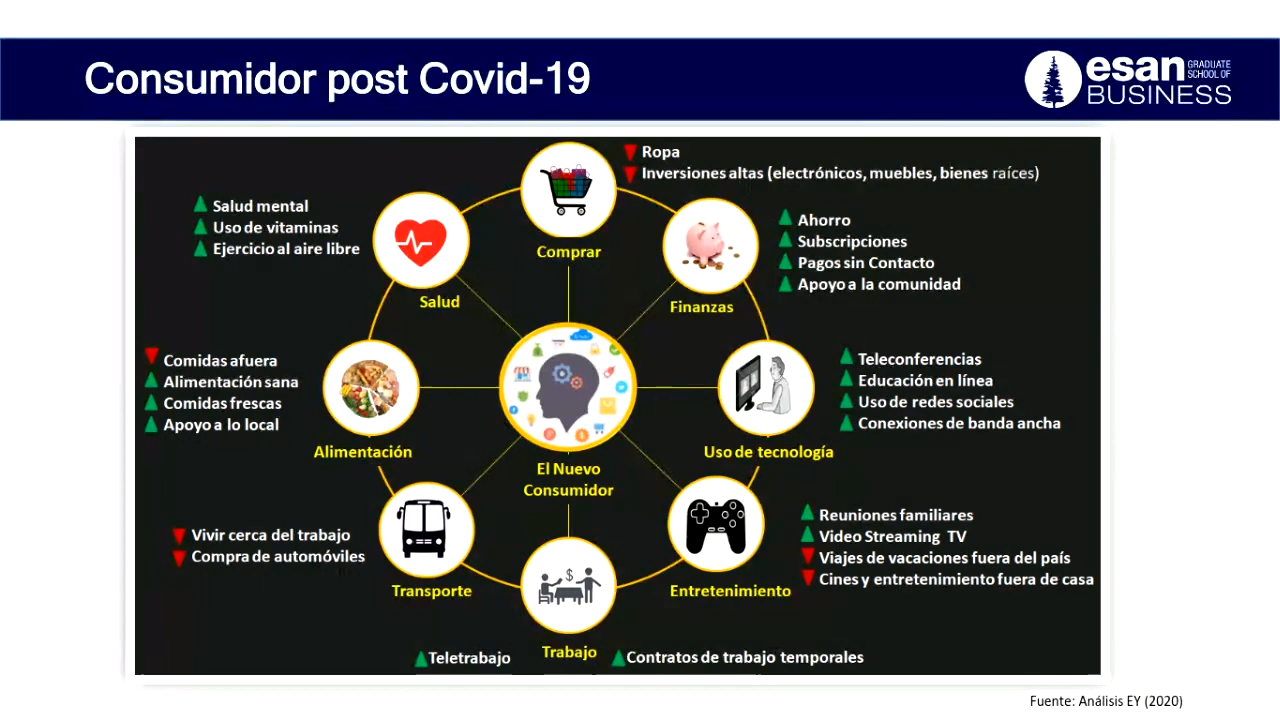 Consumidor post Covid-19
esan GRADUATE SCHOOL OF BUSINESS
Ropa
Inversiones altas (electrónicos, muebles, bienes raíces)
Comprar
Salud mental
Uso de vitaminas
Ejercicio al aire libre
Salud
Ahorro
Subscripciones
Pagos sin Contacto
Apoyo a la comunidad
Finanzas
Comidas afuera
Alimentación sana
Comidas frescas
Apoyo a lo local
Alimentación
Teleconferencias
Educación en línea
Uso de redes sociales
Conexiones de banda ancha
Uso de tecnología
El Nuevo
Consumidor
Vivir cerca del trabajo
Compra de automóviles
Transporte
Reuniones familiares
Video Streaming TV
Viajes de vacaciones fuera del país
Cines y entretenimiento fuera de casa
Entretenimiento
$
Teletrabajo
Trabajo
Contratos de trabajo temporales
Fuente: Análisis EY (2020)